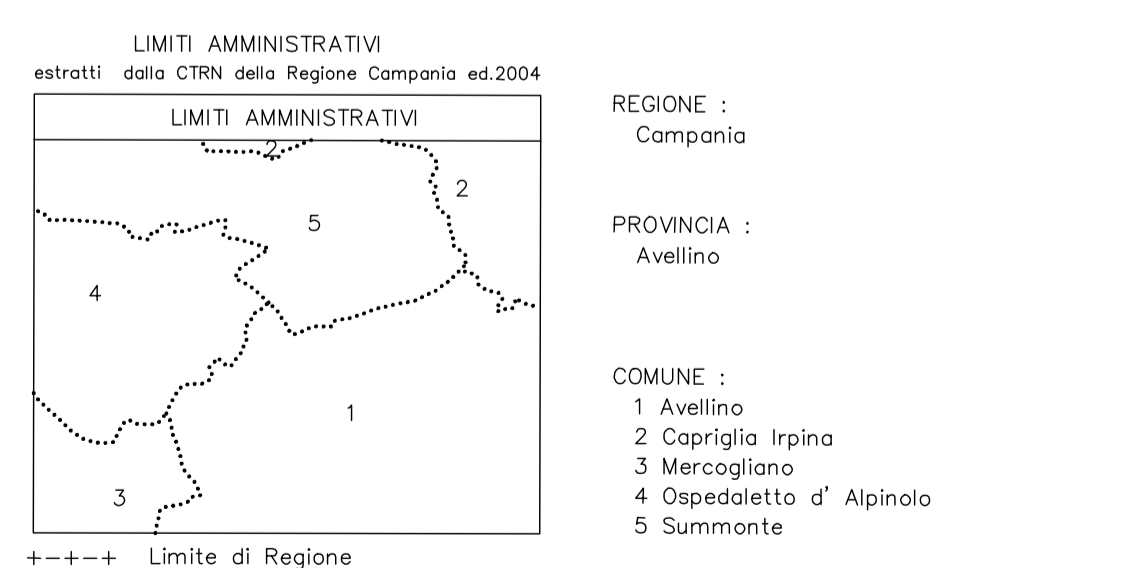 LIMITI AMMINISTRATIVI
estratti dalla CTRN della Regione Campania ed.2004
LIMITI AMMINISTRATIVI
2
2
5
4
1
3
+-+-+ Limite di Regione
REGIONE :
Campania
PROVINCIA :
Avellino
COMUNE :
1 Avellino
2 Capriglia Irpina
3 Mercogliano
4 Ospedaletto d' Alpinolo
5 Summonte